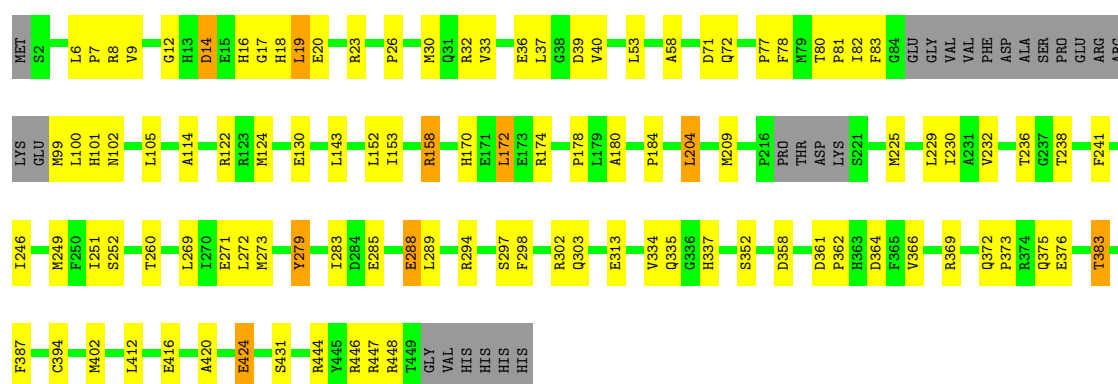 MET S2 L6 P7 R8 V9 G12 H13 D14 E15 H16 G17 H18 L19 E20 R23 P26 M30 Q31 R32 V33 E36 L37 G38 D39 V40 L53 A58 D71 Q72 P77 F78 M79 T80 P81 I82 F83 G84 GLU GLY VAL VAL PHE ASP ALA SER PRO GLU ARG ARG
LYS GLU M99 L100 H101 N102 L105 A114 R122 R123 M124 E130 L143 L152 I153 R158 H170 E171 L172 E173 R174 P178 L179 A180 P184 L204 M209 P216 PRO THR ASP LYS S221 M225 L229 I230 A231 V232 T236 G237 T238 F241
I246 M249 F250 I251 S252 T260 L269 I270 E271 L272 M273 Y279 I283 D284 E285 E288 L289 R294 S297 F298 R302 Q303 E313 V334 Q335 G336 H337 S352 D358 D361 P362 H363 D364 F365 V366 R369 Q372 P373 R374 Q375 E376 T383
F387 C394 M402 L412 E416 A420 E424 S431 R444 Y445 R446 R447 R448 T449 GLY VAL HIS HIS HIS HIS